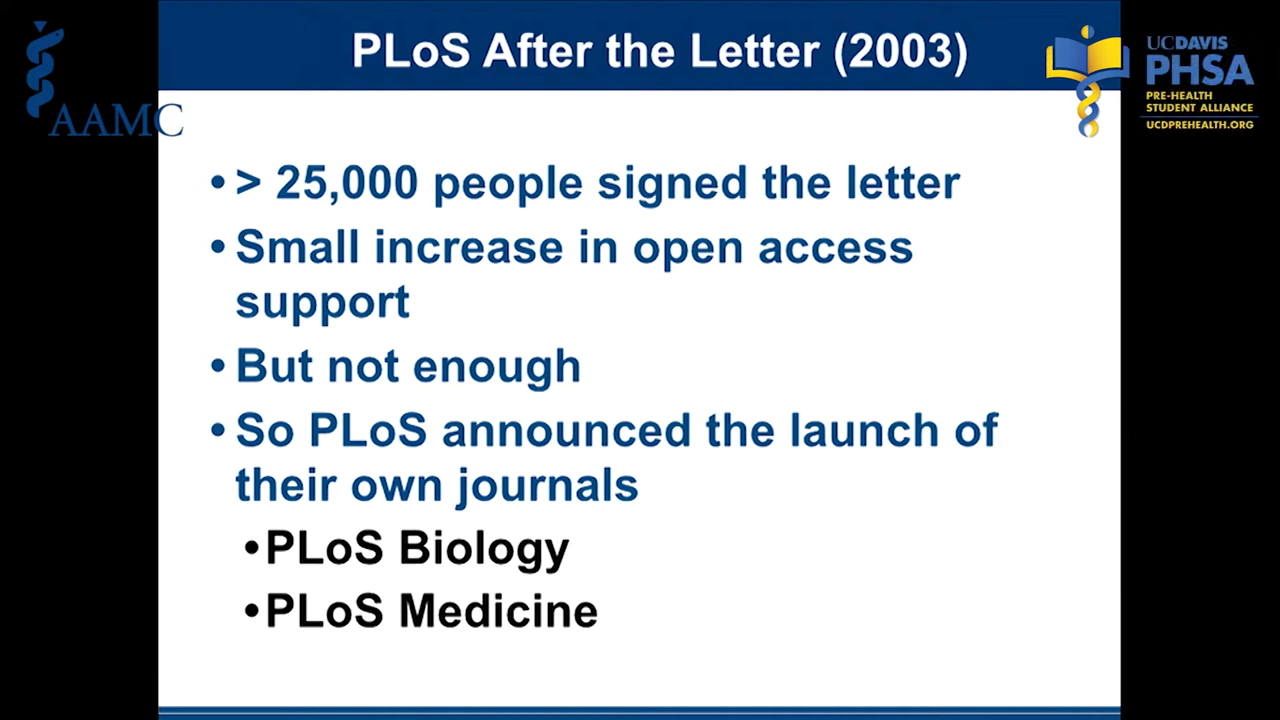 PLoS After the Letter (2003)
AAMC
UCDAVIS
PHSA
PRE-HEALTH
STUDENT ALLIANCE
UCDPREHEALTH.ORG
• > 25,000 people signed the letter
• Small increase in open access
support
• But not enough
• So PLoS announced the launch of
their own journals
• PLoS Biology
• PLoS Medicine